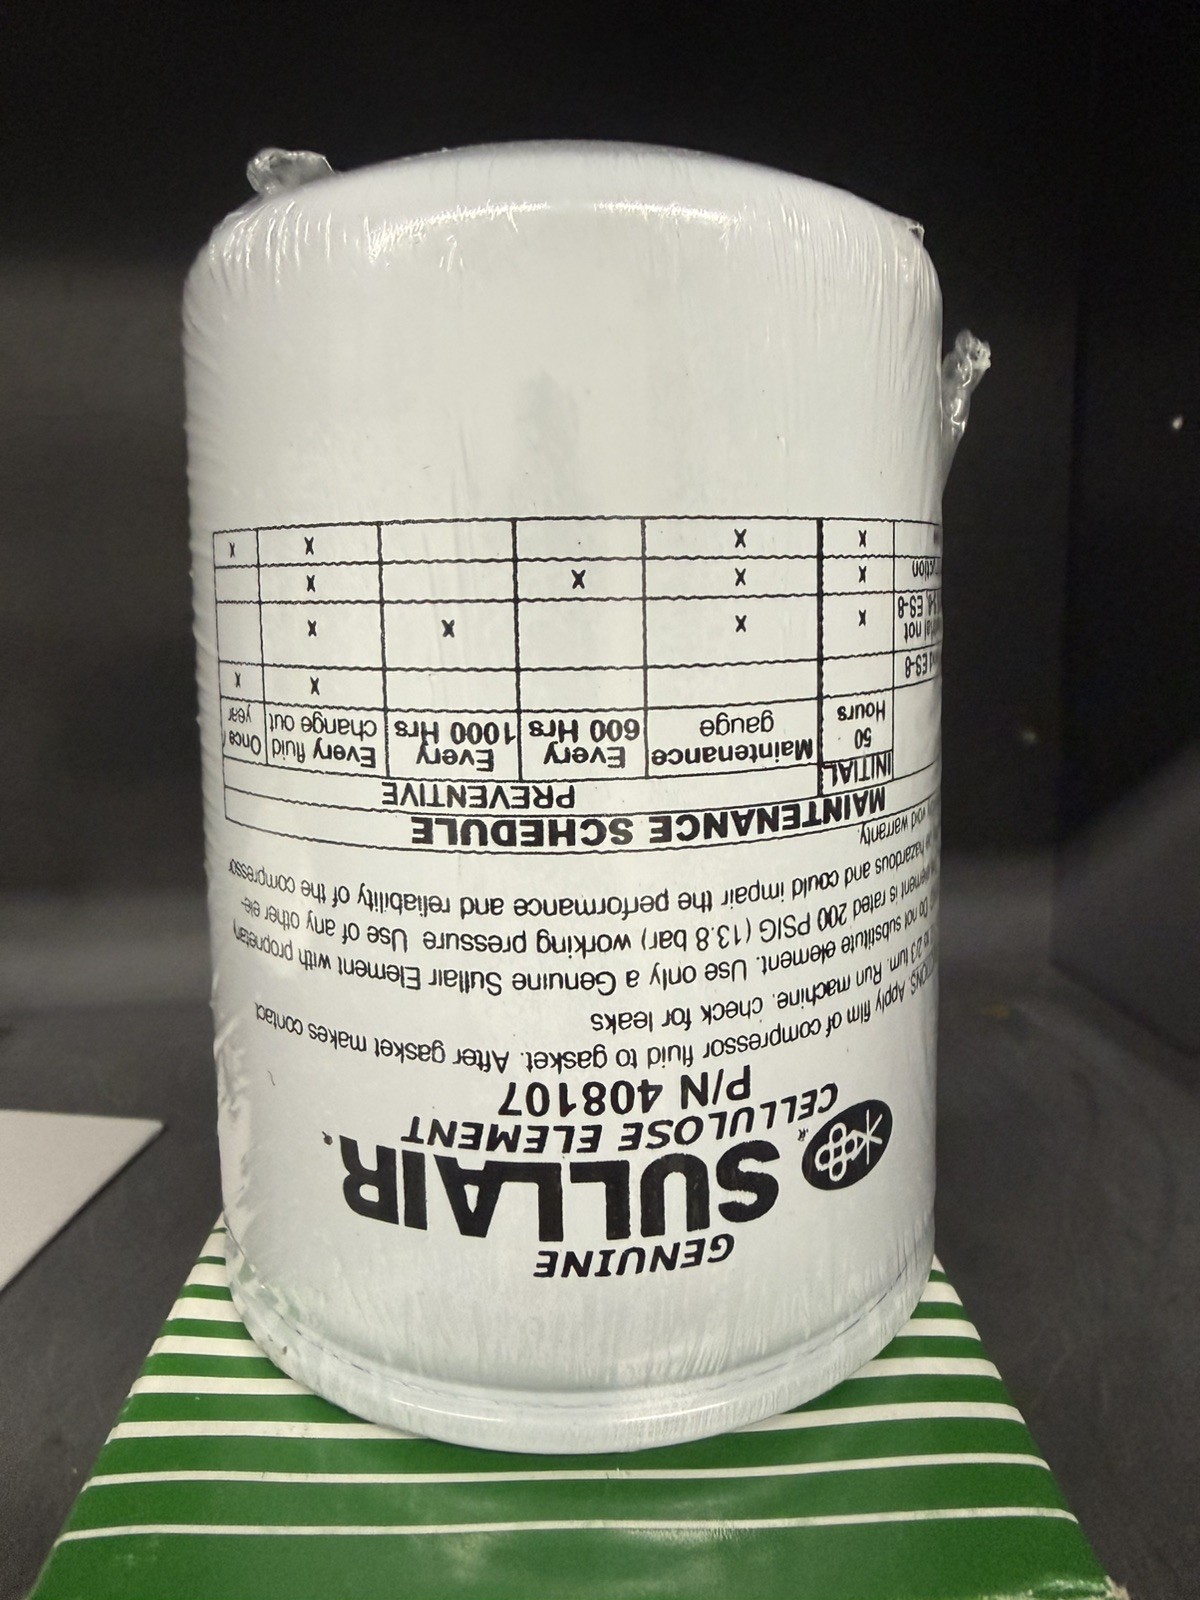 GENUINE
SULLAIR
CELLULOSE ELEMENT
P/N 408107
Apply film of compressor fluid to gasket. After gasket makes contact
2/3 turn. Run machine, check for leaks
Do not substitute element. Use only a Genuine Sullair Element with proprietary
element is rated 200 PSIG (13.8 bar) working pressure Use of any other ele-
hazardous and could impair the performance and reliability of the compressor
void warranty.
MAINTENANCE SCHEDULE
INITIAL PREVENTIVE
50 Hours Maintenance gauge Every 600 Hrs Every 1000 Hrs Every fluid change out Once year
ES-8 X X
not ES-8 X X X X
X X X X
X X X X